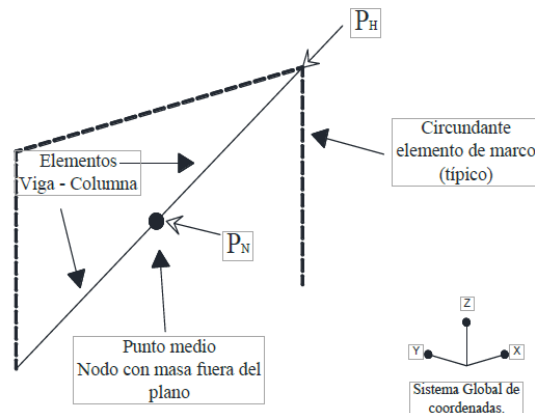 PH
Circundante
elemento de marco
(típico)
Elementos
Viga - Columna
PN
Punto medio
Nodo con masa fuera del
plano
Z
Y
X
Sistema Global de
coordenadas.